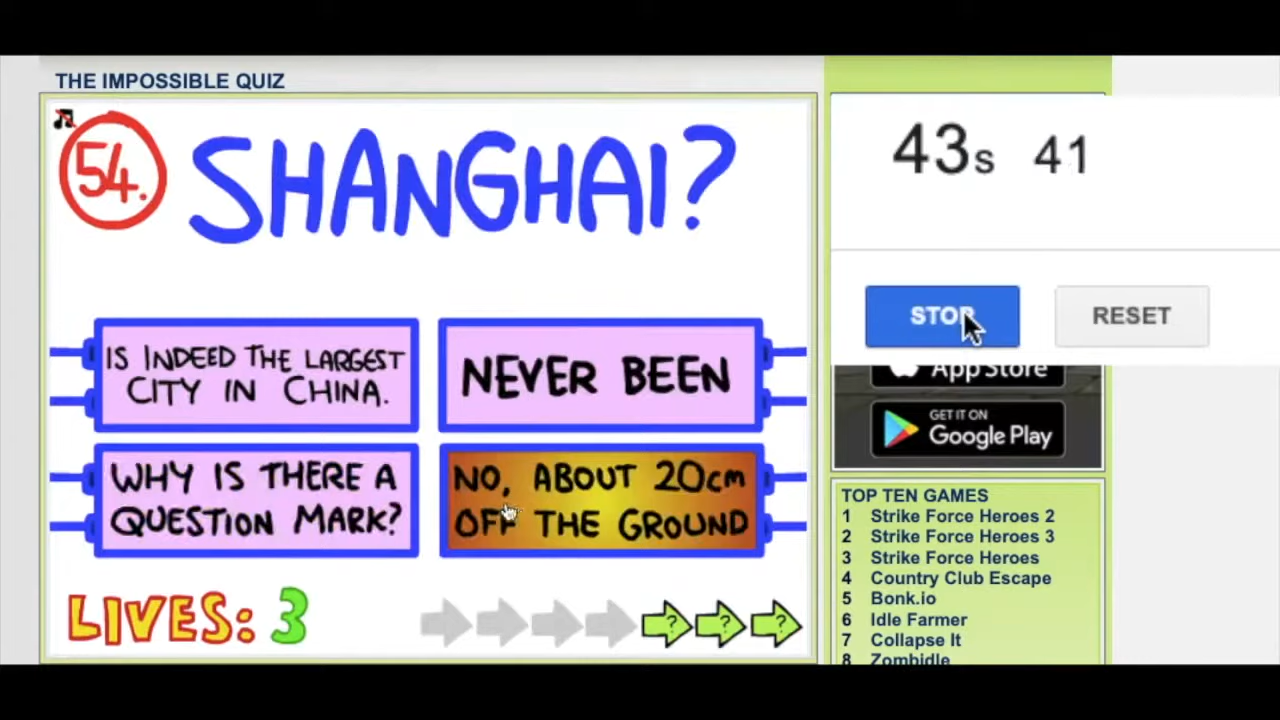 THE IMPOSSIBLE QUIZ
54.
SHANGHAI?
IS INDEED THE LARGEST
CITY IN CHINA.
NEVER BEEN
WHY IS THERE A
QUESTION MARK?
NO, ABOUT 20cm
OFF THE GROUND
LIVES: 3
? ? ?
43s 41
STOP
RESET
App Store
GET IT ON
Google Play
TOP TEN GAMES
1 Strike Force Heroes 2
2 Strike Force Heroes 3
3 Strike Force Heroes
4 Country Club Escape
5 Bonk.io
6 Idle Farmer
7 Collapse It
8 Zombidle